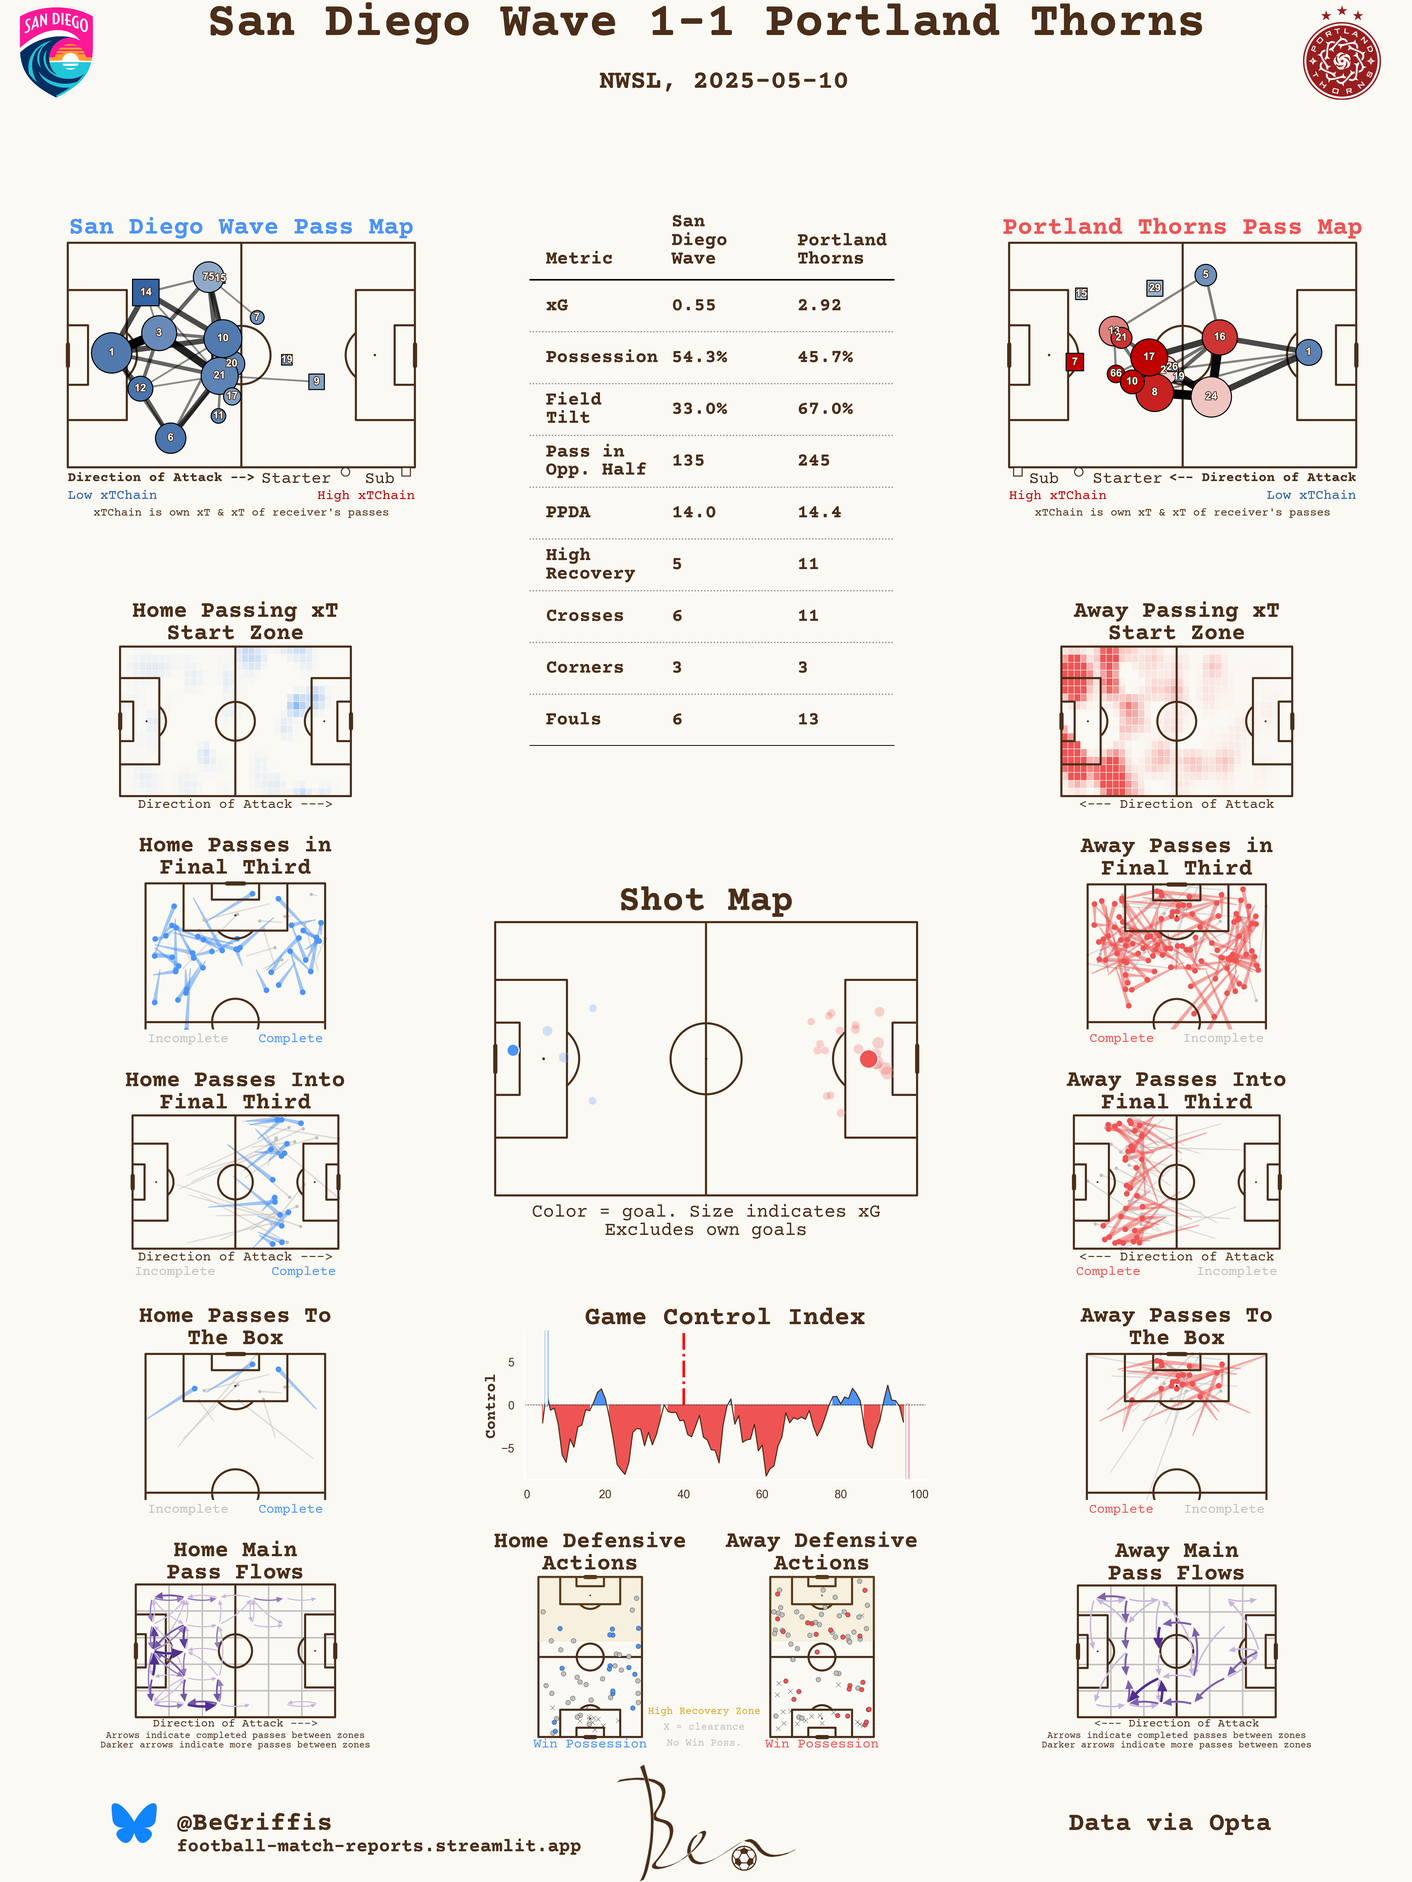 San Diego Wave 1-1 Portland Thorns
NWSL, 2025-05-10
SAN DIEGO
PORTLAND
THORNS
San Diego Wave Pass Map
14
75
15
7
3
10
1
20
19
21
9
12
17
11
6
Direction of Attack --> Starter Sub
Low xTChain High xTChain
xTChain is own xT & xT of receiver's passes
Metric San Diego Wave Portland Thorns
xG 0.55 2.92
Possession 54.3% 45.7%
Field Tilt 33.0% 67.0%
Pass in Opp. Half 135 245
PPDA 14.0 14.4
High Recovery 5 11
Crosses 6 11
Corners 3 3
Fouls 6 13
Portland Thorns Pass Map
5
29
15
13
21
16
1
17
7
26
66
10
19
8
24
Sub Starter <-- Direction of Attack
High xTChain Low xTChain
xTChain is own xT & xT of receiver's passes
Home Passing xT
Start Zone
Direction of Attack --->
Away Passing xT
Start Zone
<--- Direction of Attack
Home Passes in
Final Third
Incomplete Complete
Away Passes in
Final Third
Complete Incomplete
Shot Map
Color = goal. Size indicates xG
Excludes own goals
Home Passes Into
Final Third
Direction of Attack --->
Incomplete Complete
Away Passes Into
Final Third
<--- Direction of Attack
Complete Incomplete
Home Passes To
The Box
Incomplete Complete
Game Control Index
Control
5
0
−5
0 20 40 60 80 100
Away Passes To
The Box
Complete Incomplete
Home Main
Pass Flows
Direction of Attack --->
Arrows indicate completed passes between zones
Darker arrows indicate more passes between zones
Home Defensive
Actions
Win Possession
High Recovery Zone
X = clearance
No Win Poss.
Away Defensive
Actions
Win Possession
Away Main
Pass Flows
<--- Direction of Attack
Arrows indicate completed passes between zones
Darker arrows indicate more passes between zones
@BeGriffis
football-match-reports.streamlit.app
Ben
Data via Opta